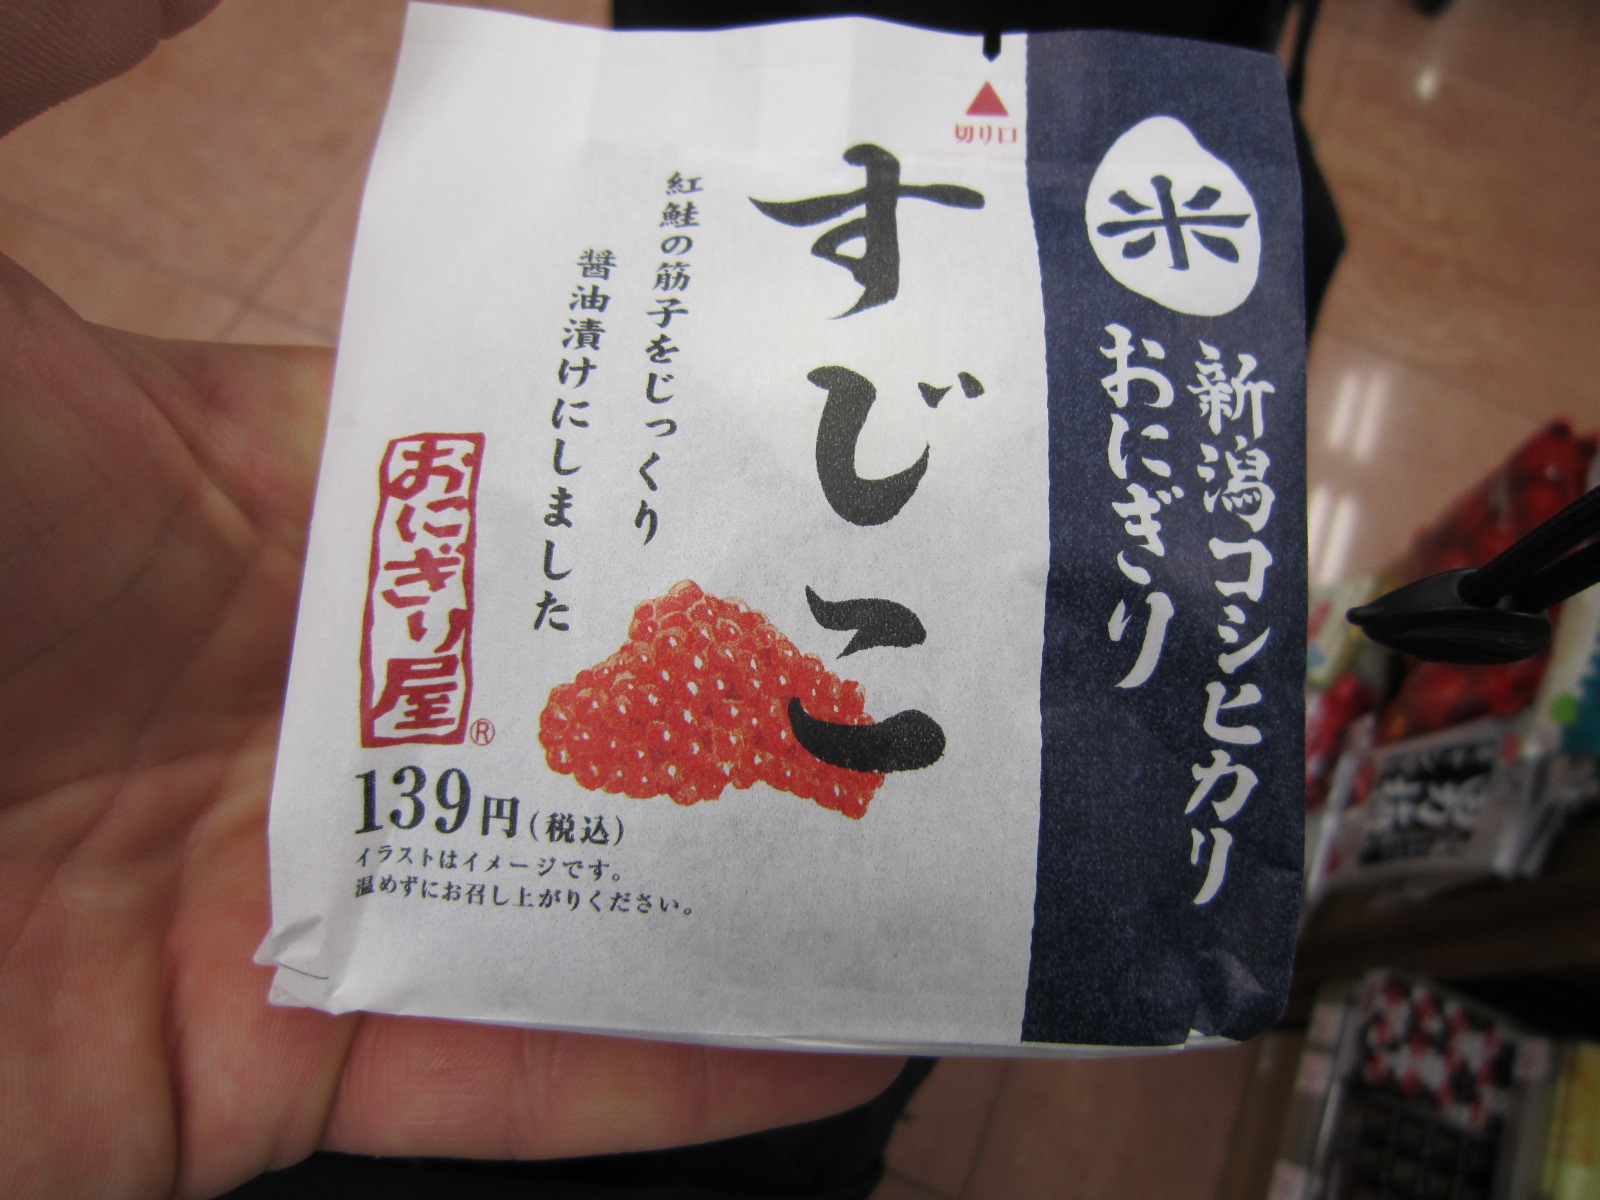 米
新潟コシヒカリ
おにぎり
切り口
すじこ
紅鮭の筋子をじっくり
醤油漬けにしました
おにぎり屋®
139円(税込)
イラストはイメージです。
温めずにお召し上がりください。